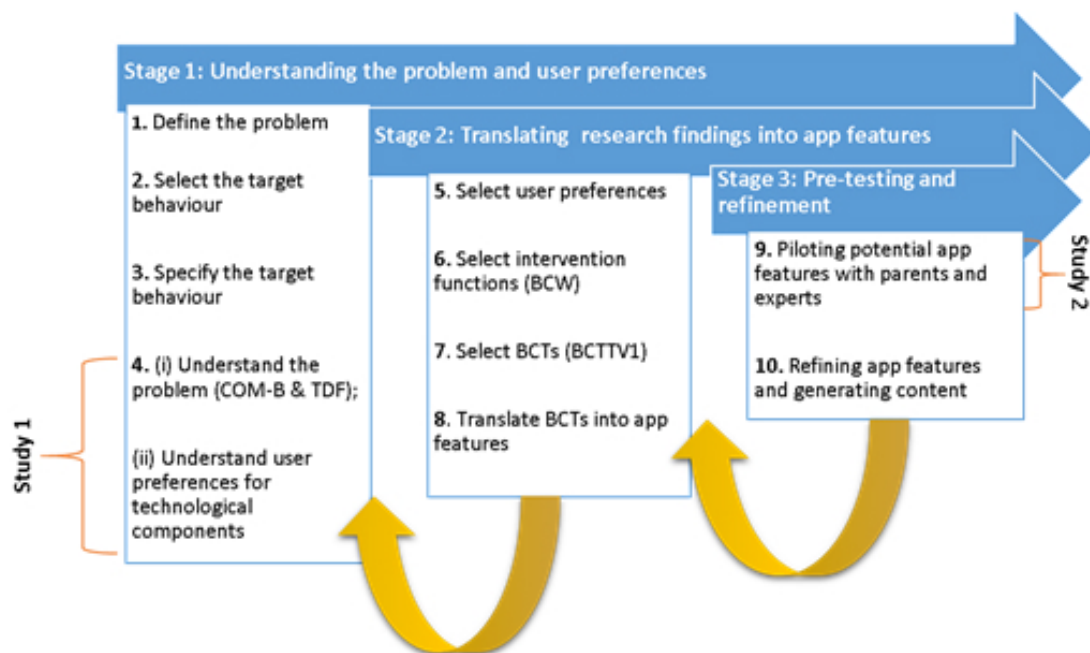 Stage 1: Understanding the problem and user preferences
1. Define the problem
2. Select the target
behaviour
3. Specify the target
behaviour
4. (i) Understand the
problem (COM-B & TDF);
(ii) Understand user
preferences for
technological
components
Study 1
Stage 2: Translating research findings into app features
5. Select user preferences
6. Select intervention
functions (BCW)
7. Select BCTs (BCTTV1)
8. Translate BCTs into app
features
Stage 3: Pre-testing and
refinement
9. Piloting potential app
features with parents and
experts
10. Refining app features
and generating content
Study 2